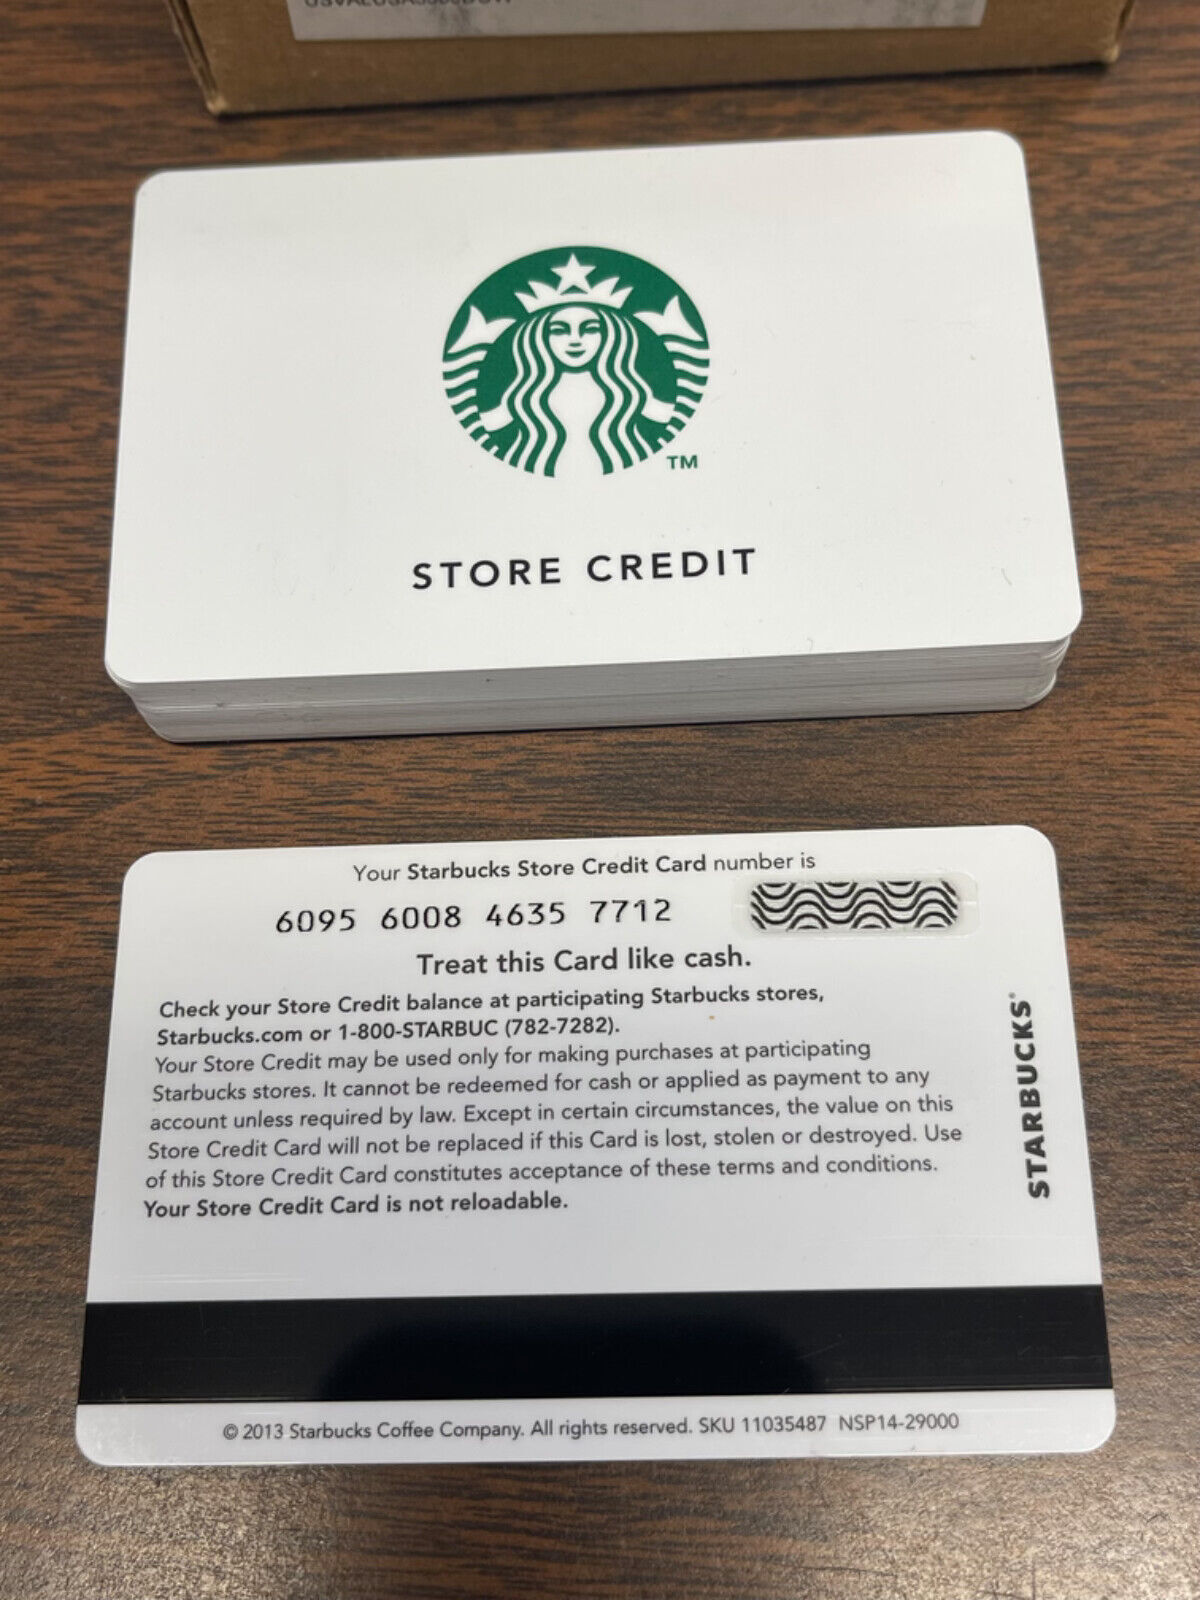 TM
STORE CREDIT
Your Starbucks Store Credit Card number is
6095 6008 4635 7712
Treat this Card like cash.
Check your Store Credit balance at participating Starbucks stores,
Starbucks.com or 1-800-STARBUC (782-7282).
Your Store Credit may be used only for making purchases at participating
Starbucks stores. It cannot be redeemed for cash or applied as payment to any
account unless required by law. Except in certain circumstances, the value on this
Store Credit Card will not be replaced if this Card is lost, stolen or destroyed. Use
of this Store Credit Card constitutes acceptance of these terms and conditions.
Your Store Credit Card is not reloadable.
STARBUCKS®
© 2013 Starbucks Coffee Company. All rights reserved. SKU 11035487 NSP14-29000